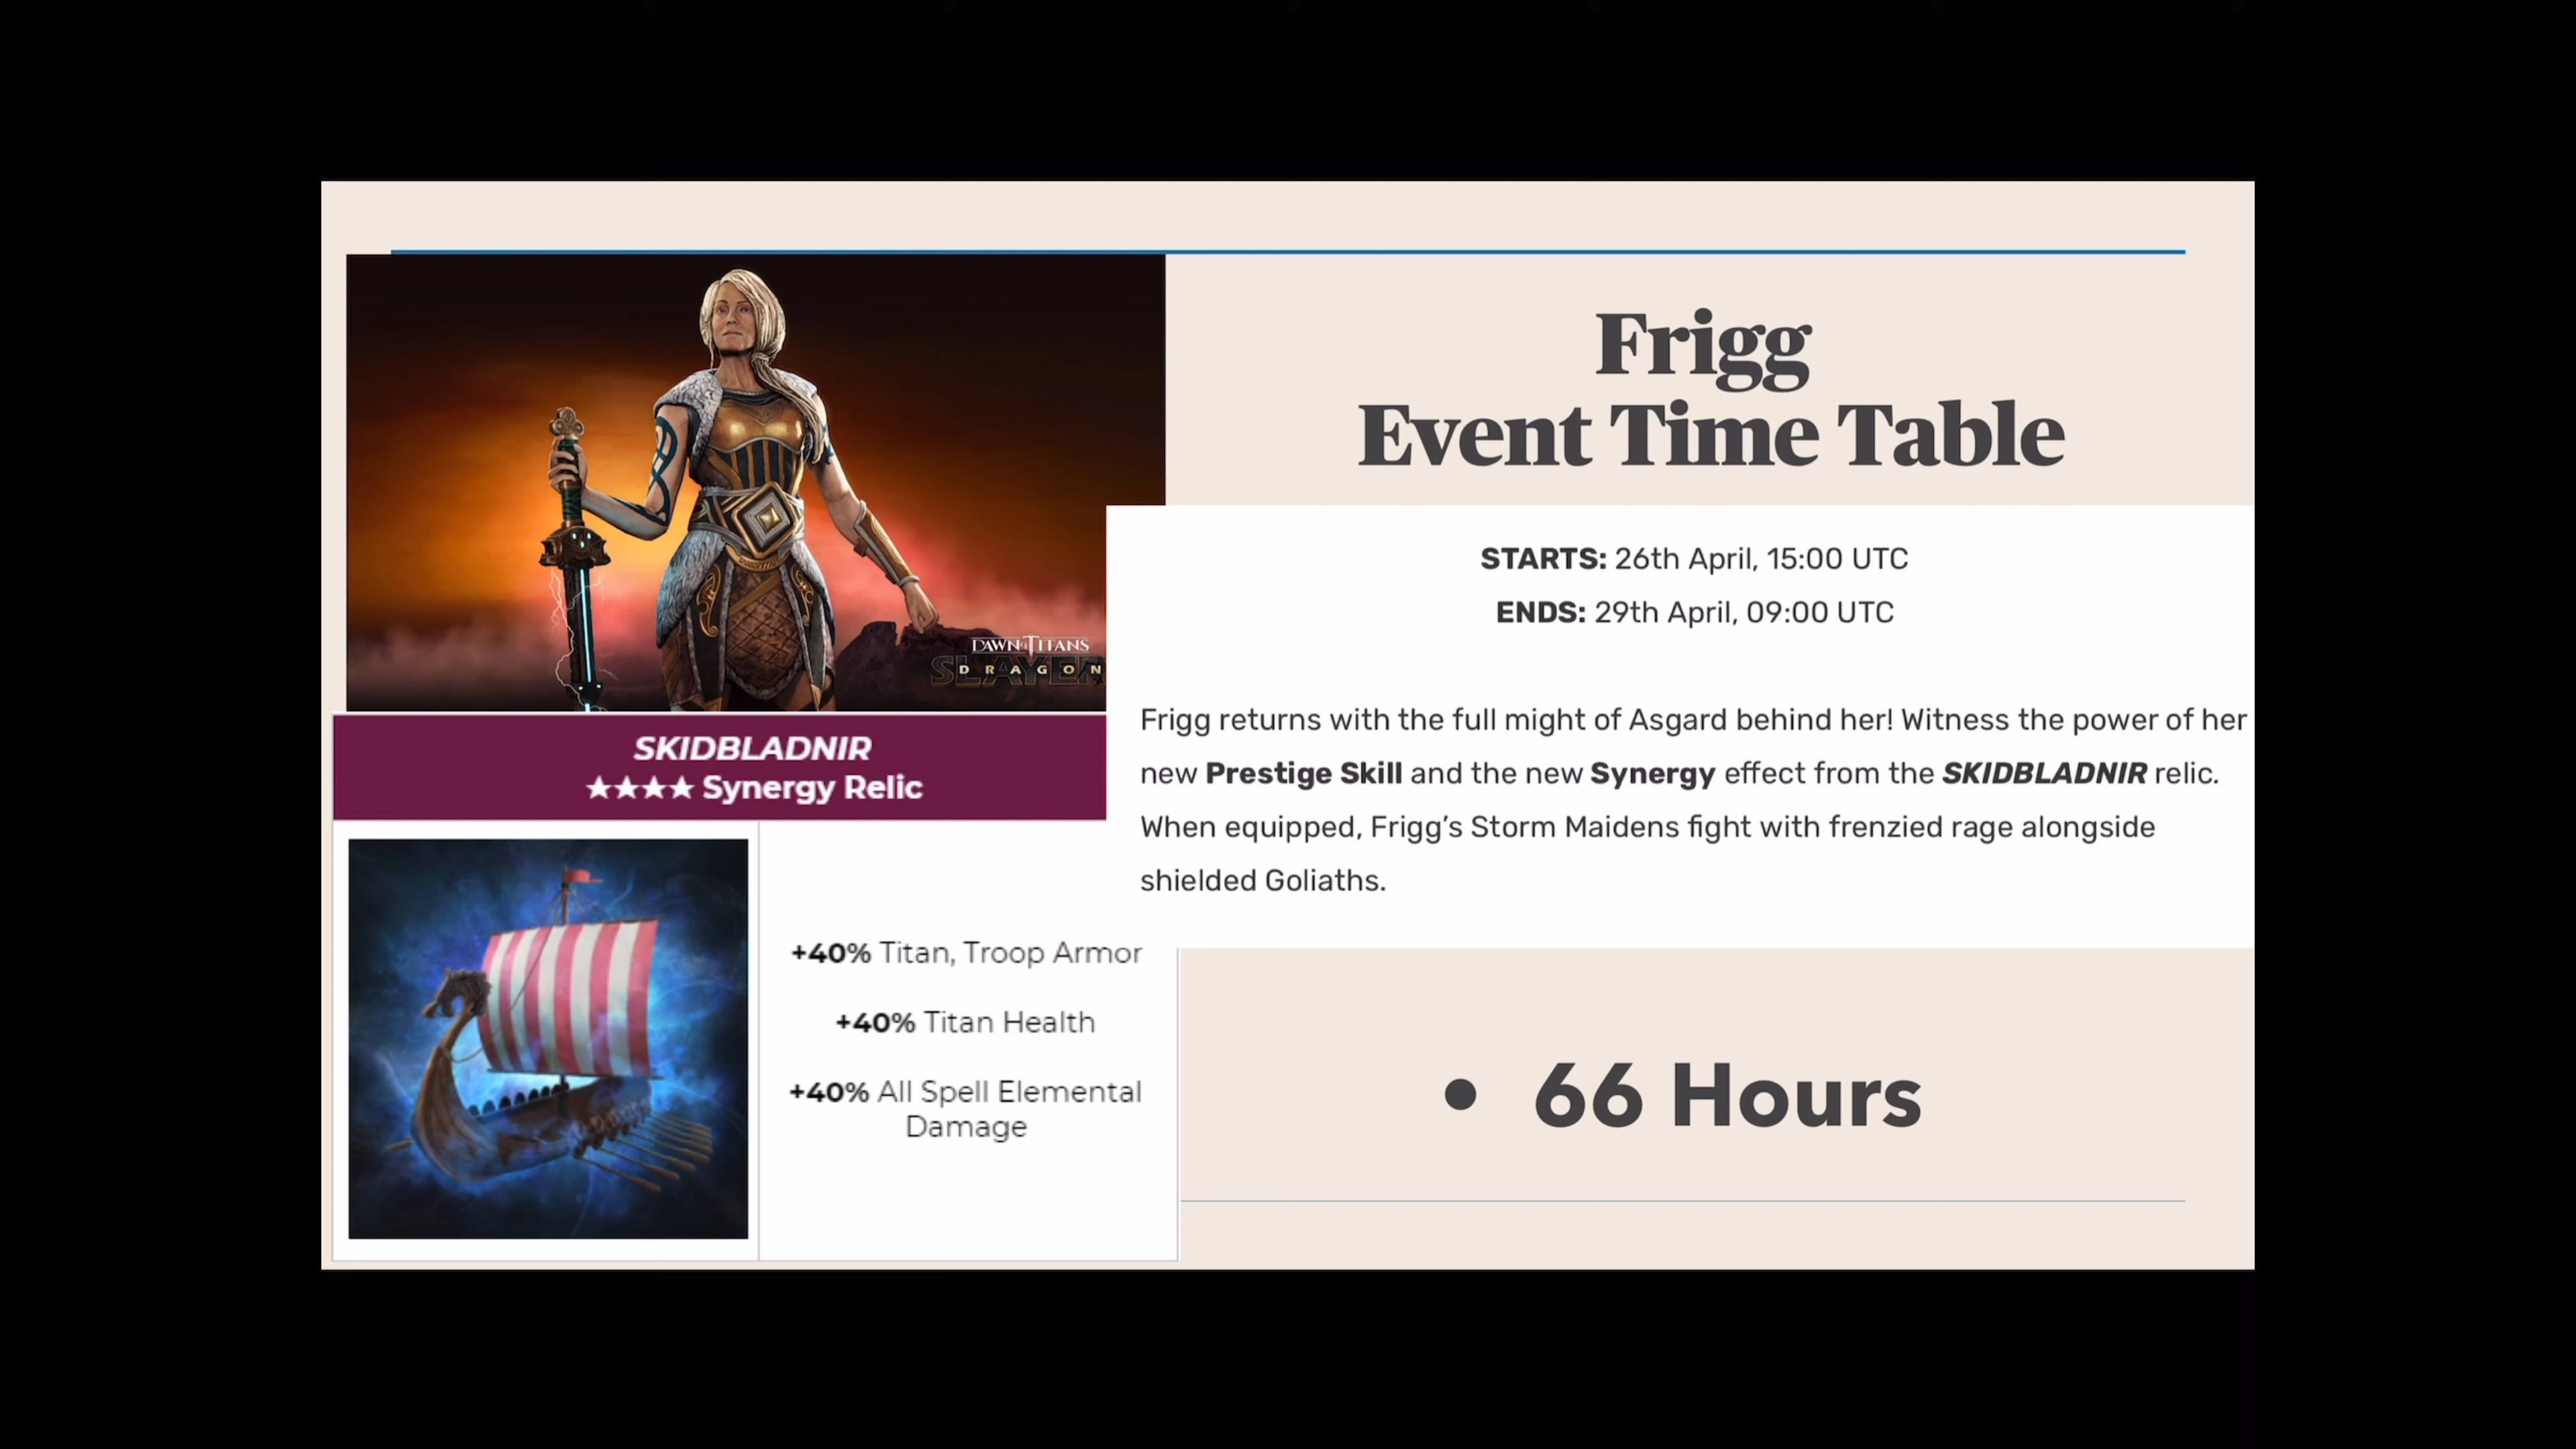 Frigg
Event Time Table
STARTS: 26th April, 15:00 UTC
ENDS: 29th April, 09:00 UTC
Frigg returns with the full might of Asgard behind her! Witness the power of her
new Prestige Skill and the new Synergy effect from the SKIDBLADNIR relic.
When equipped, Frigg’s Storm Maidens fight with frenzied rage alongside
shielded Goliaths.
DAWN OF TITANS
DRAGON
SLAYER
SKIDBLADNIR
★★★★ Synergy Relic
+40% Titan, Troop Armor
+40% Titan Health
+40% All Spell Elemental
Damage
• 66 Hours